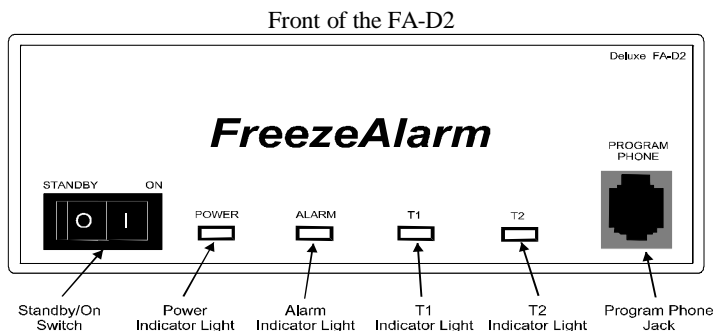 Front of the FA-D2
Deluxe FA-D2
FreezeAlarm
PROGRAM
PHONE
STANDBY ON
O I
POWER ALARM T1 T2
Standby/On
Switch
Power
Indicator Light
Alarm
Indicator Light
T1
Indicator Light
T2
Indicator Light
Program Phone
Jack